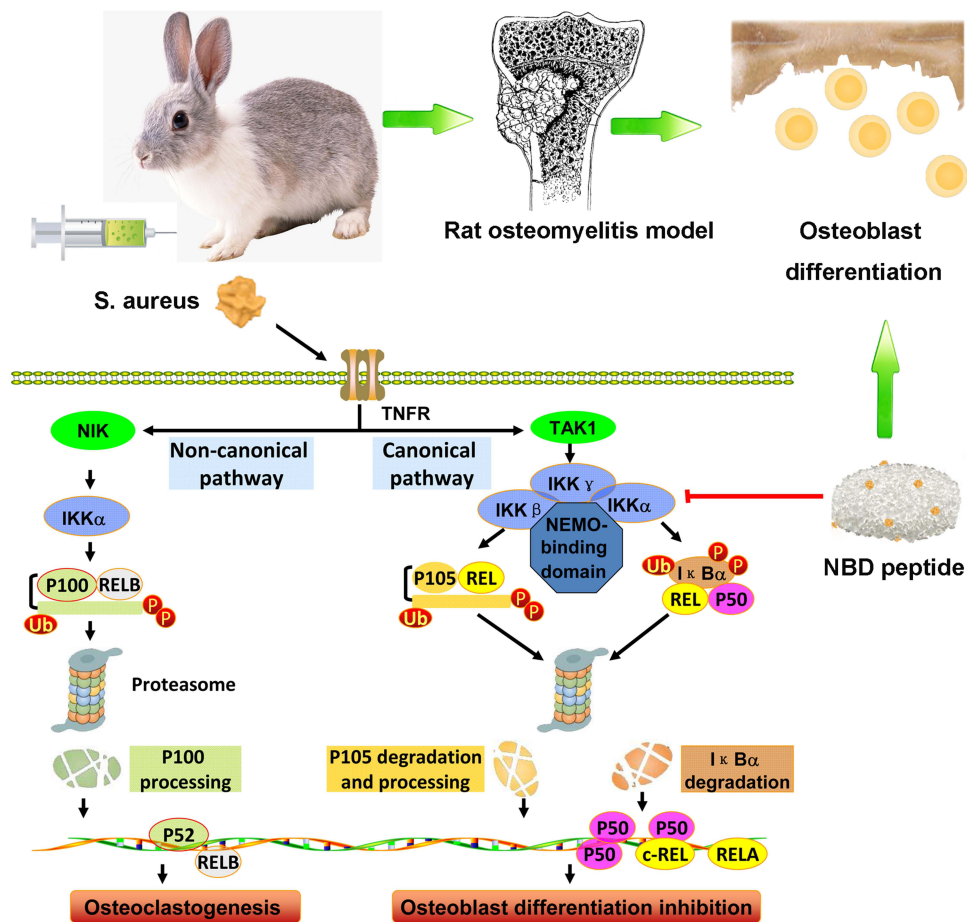 Rat osteomyelitis model
Osteoblast
differentiation
S. aureus
TNFR
NIK
Non-canonical
pathway
Canonical
pathway
TAK1
IKKα
IKK γ
IKK β
IKKα
NEMO-
binding
domain
NBD peptide
P100
RELB
Ub
P
P
P105
REL
Ub
P
P
Ub
P
P
I κ Bα
REL
P50
Proteasome
P100
processing
P105 degradation
and processing
I κ Bα
degradation
P52
RELB
P50
P50
P50
c-REL
RELA
Osteoclastogenesis
Osteoblast differentiation inhibition